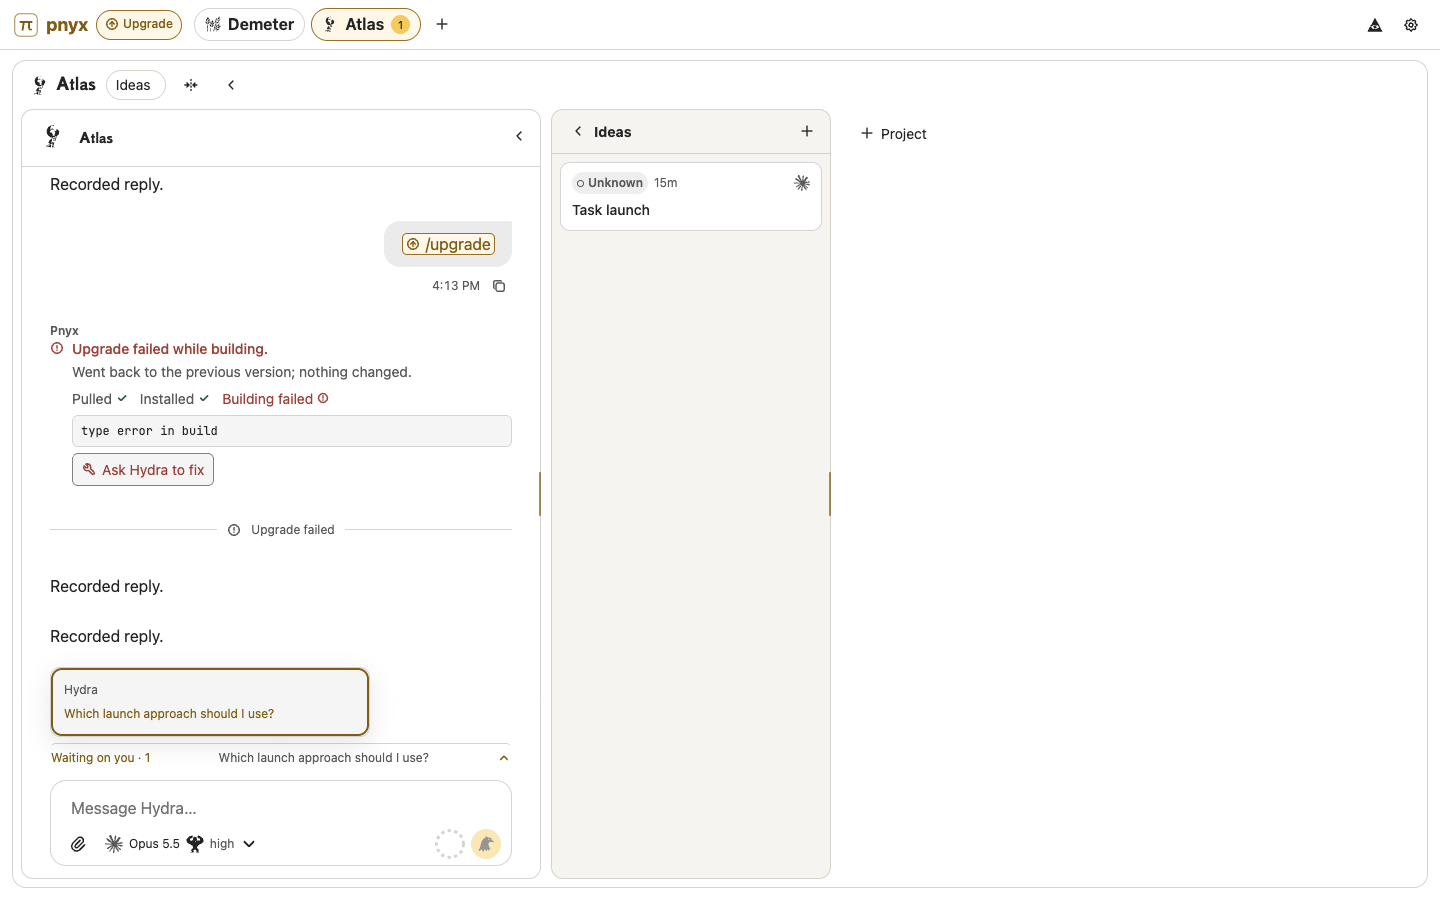 π pnyx Upgrade Demeter Atlas 1
Atlas Ideas
Atlas
Recorded reply.
/upgrade
4:13 PM
Pnyx
Upgrade failed while building.
Went back to the previous version; nothing changed.
Pulled Installed Building failed
type error in build
Ask Hydra to fix
Upgrade failed
Recorded reply.
Recorded reply.
Hydra
Which launch approach should I use?
Waiting on you · 1 Which launch approach should I use?
Message Hydra...
Opus 5.5 high
Ideas
Unknown 15m
Task launch
Project